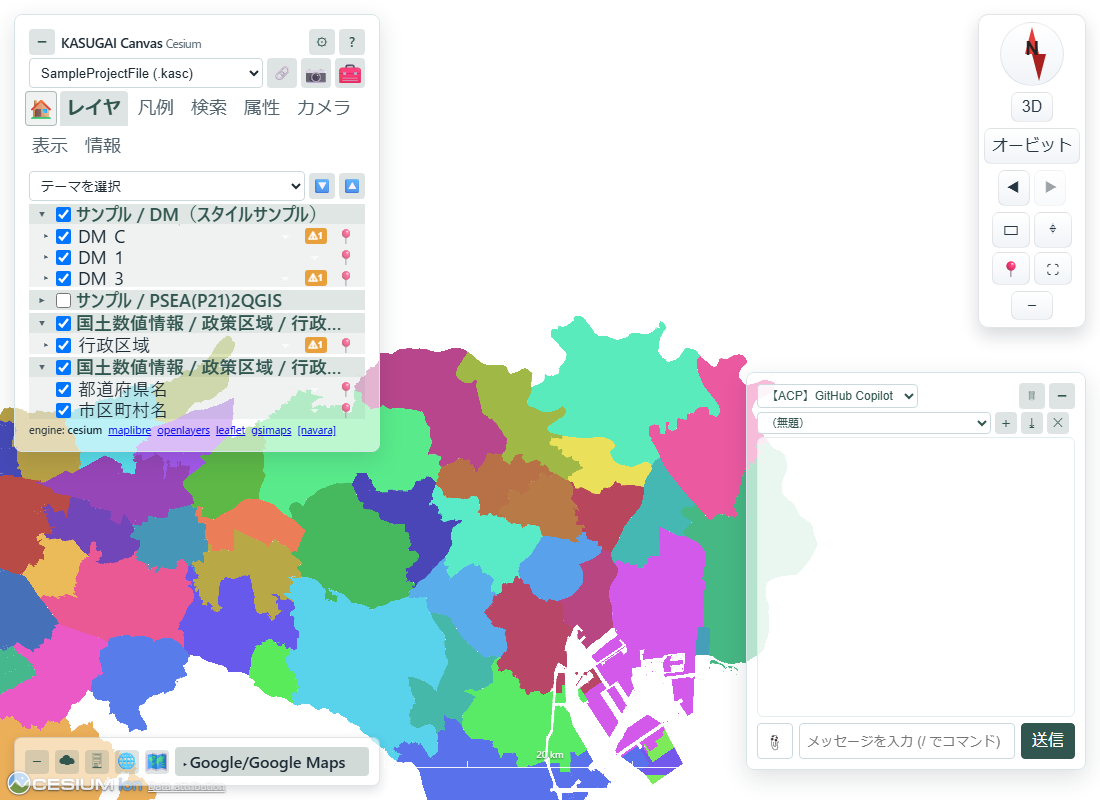 − KASUGAI Canvas Cesium ⚙ ?
SampleProjectFile (.kasc)
レイヤ 凡例 検索 属性 カメラ
表示 情報
テーマを選択
サンプル / DM（スタイルサンプル）
DM C ⚠1
DM 1
DM 3 ⚠1
サンプル / PSEA(P21)2QGIS
国土数値情報 / 政策区域 / 行政...
行政区域 ⚠1
国土数値情報 / 政策区域 / 行政...
都道府県名
市区町村名
engine: cesium maplibre openlayers leaflet gsimaps [navara]
N
3D
オービット
◀ ▶
−
【ACP】GitHub Copilot
−
（無題）
+
メッセージを入力 (/ でコマンド)
送信
20 km
− Google/Google Maps
CESIUM ion Data attribution